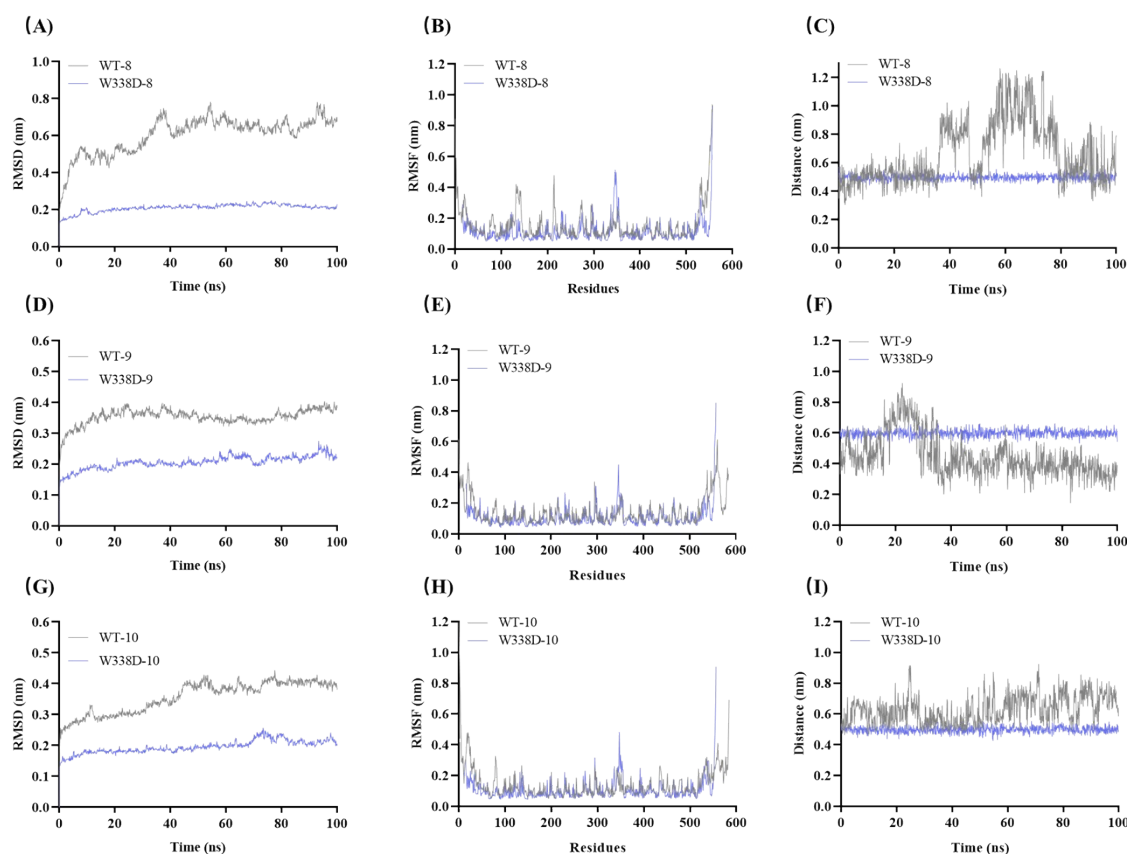 (A)
WT-8
W338D-8
RMSD (nm)
1.0
0.8
0.6
0.4
0.2
0.0
0 20 40 60 80 100
Time (ns)
(B)
WT-8
W338D-8
RMSF (nm)
1.2
1.0
0.8
0.6
0.4
0.2
0.0
0 100 200 300 400 500 600
Residues
(C)
WT-8
W338D-8
Distance (nm)
1.2
1.0
0.8
0.6
0.4
0.2
0.0
0 20 40 60 80 100
Time (ns)
(D)
WT-9
W338D-9
RMSD (nm)
0.6
0.5
0.4
0.3
0.2
0.1
0.0
0 20 40 60 80 100
Time (ns)
(E)
WT-9
W338D-9
RMSF (nm)
1.2
1.0
0.8
0.6
0.4
0.2
0.0
0 100 200 300 400 500 600
Residues
(F)
WT-9
W338D-9
Distance (nm)
1.2
1.0
0.8
0.6
0.4
0.2
0.0
0 20 40 60 80 100
Time (ns)
(G)
WT-10
W338D-10
RMSD (nm)
0.6
0.5
0.4
0.3
0.2
0.1
0.0
0 20 40 60 80 100
Time (ns)
(H)
WT-10
W338D-10
RMSF (nm)
1.2
1.0
0.8
0.6
0.4
0.2
0.0
0 100 200 300 400 500 600
Residues
(I)
WT-10
W338D-10
Distance (nm)
1.2
1.0
0.8
0.6
0.4
0.2
0.0
0 20 40 60 80 100
Time (ns)